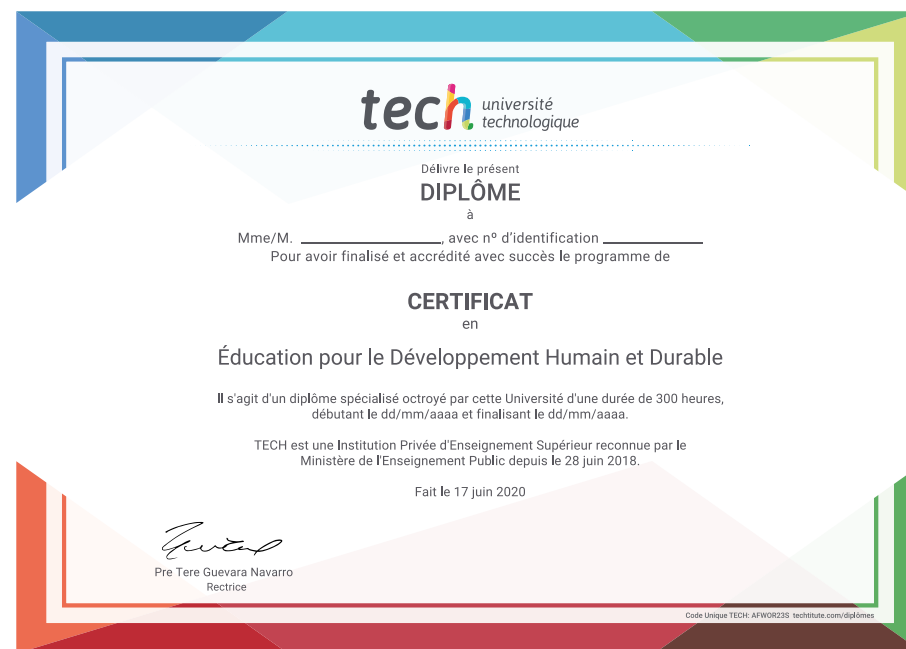 tech université
technologique
Délivre le présent
DIPLÔME
à
Mme/M. ____________________, avec nº d'identification ______________
Pour avoir finalisé et accrédité avec succès le programme de
CERTIFICAT
en
Éducation pour le Développement Humain et Durable
Il s'agit d'un diplôme spécialisé octroyé par cette Université d'une durée de 300 heures,
débutant le dd/mm/aaaa et finalisant le dd/mm/aaaa.
TECH est une Institution Privée d'Enseignement Supérieur reconnue par le
Ministère de l'Enseignement Public depuis le 28 juin 2018.
Fait le 17 juin 2020
Pre Tere Guevara Navarro
Rectrice
Code Unique TECH: AFWOR23S techtitute.com/diplômes